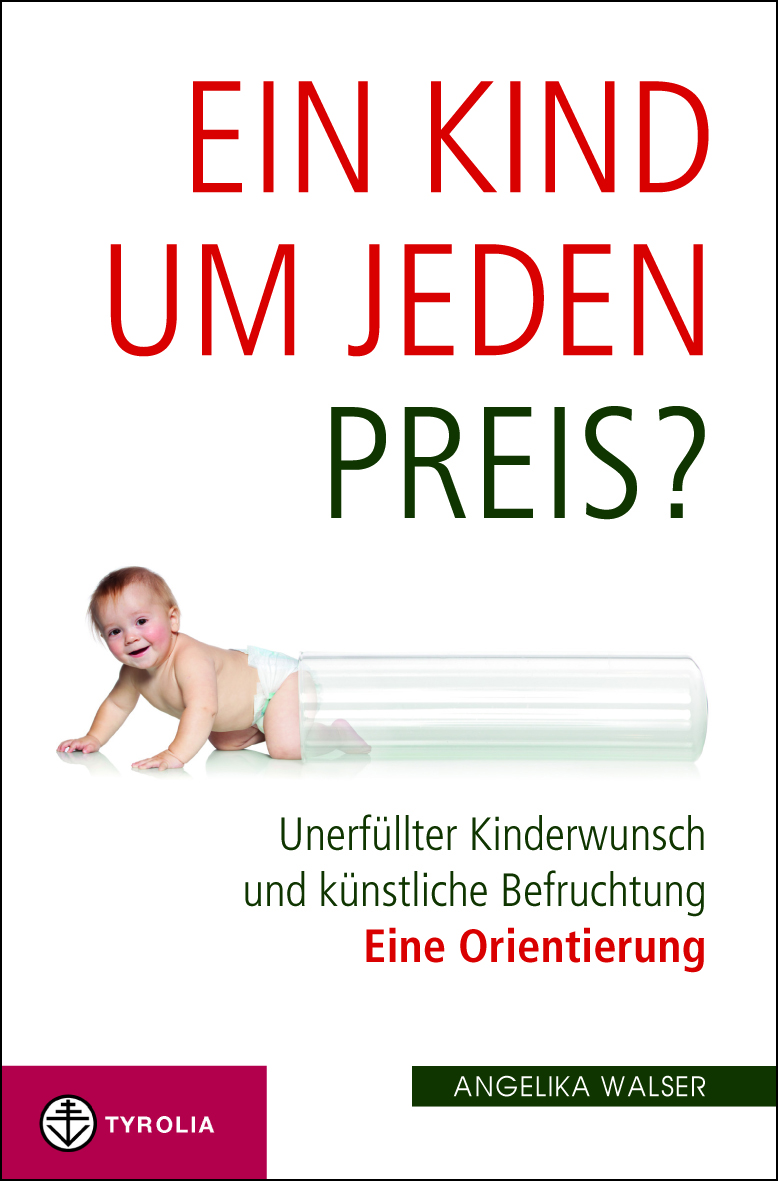 EIN KIND
UM JEDEN
PREIS?
Unerfüllter Kinderwunsch
und künstliche Befruchtung
Eine Orientierung
ANGELIKA WALSER
TYROLIA